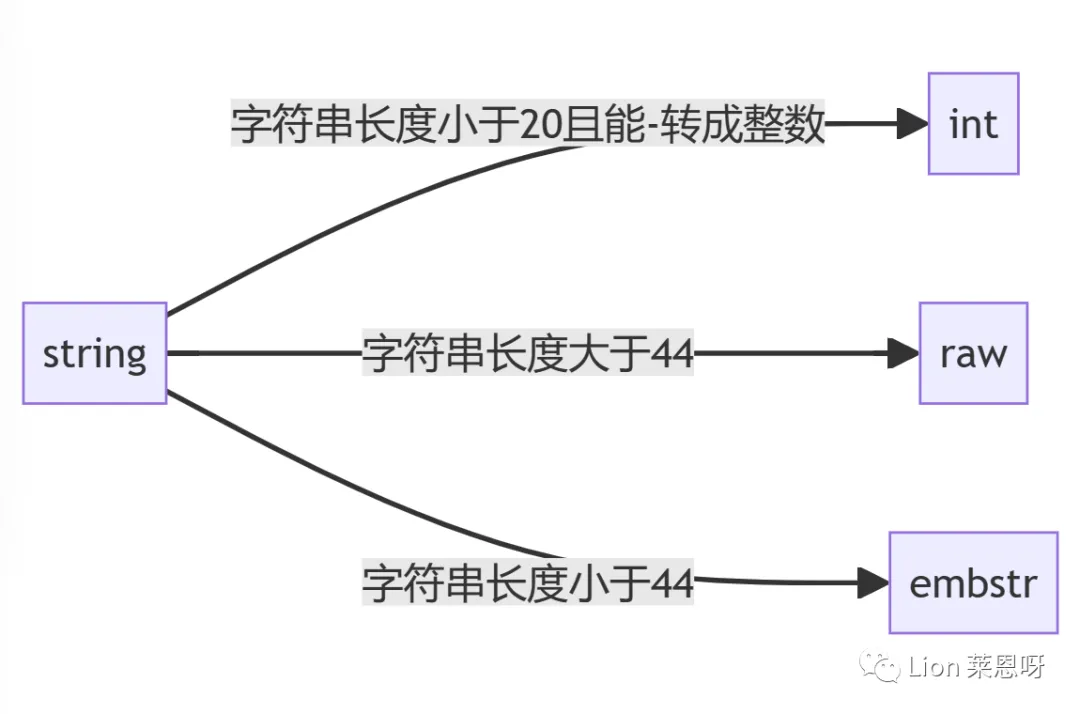 字符串长度小于20且能-转成整数
int
string
字符串长度大于44
raw
字符串长度小于44
embstr
Lion 莱恩呀